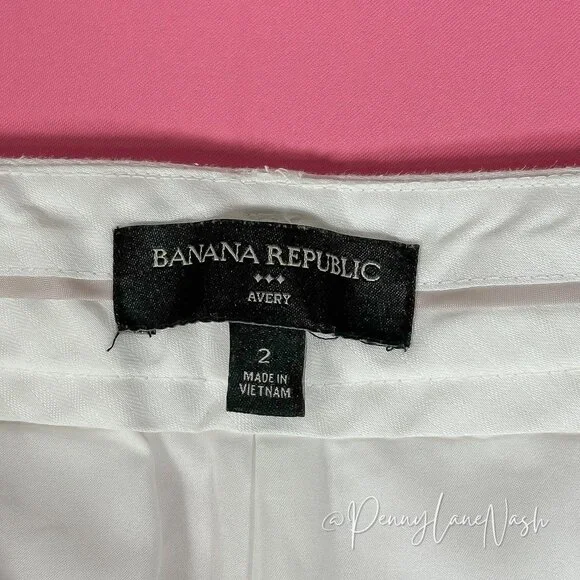 BANANA REPUBLIC
AVERY
2
MADE IN
VIETNAM
@PennyLaneNash